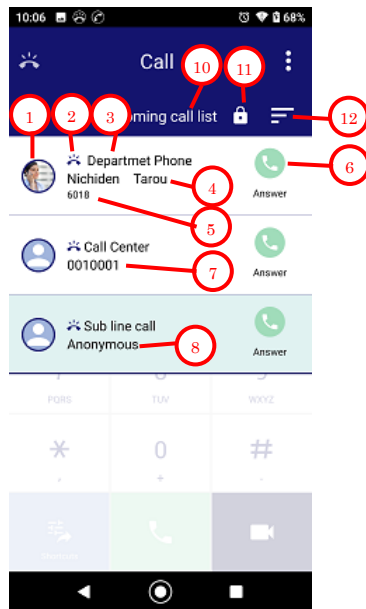 10:06 68%
Call
10 11
1 2 3 oming call list 12
Departmet Phone
Nichiden Tarou 4 6
6018 Answer
5
Call Center
0010001 7 Answer
Sub line call
Anonymous 8 Answer
PQRS TUV WXYZ
* 0 #
, + -